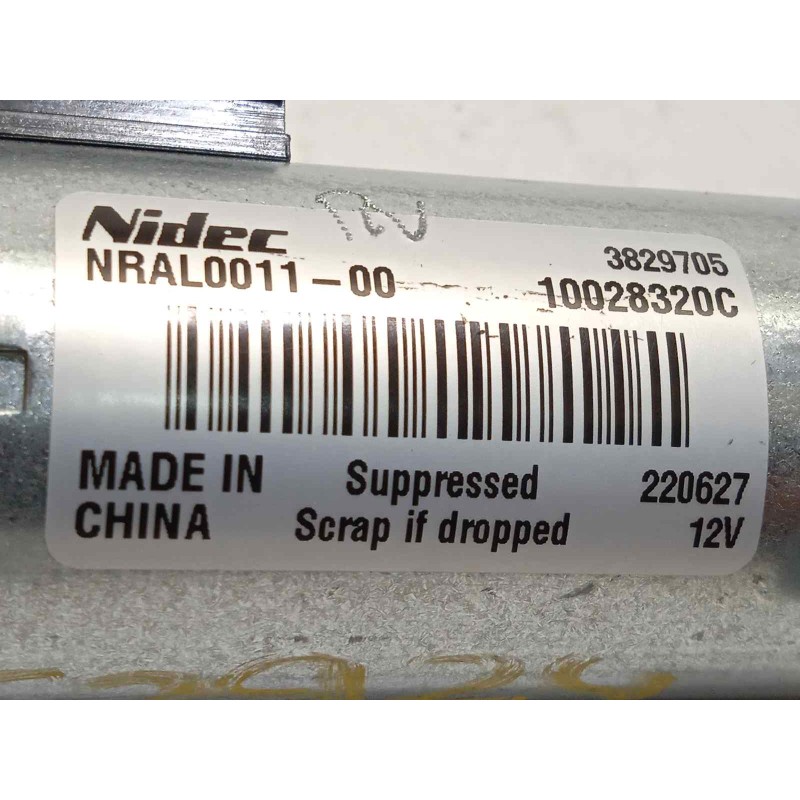 Nidec
NRAL0011-00
3829705
10028320C
MADE IN
CHINA
Suppressed
Scrap if dropped
220627
12V